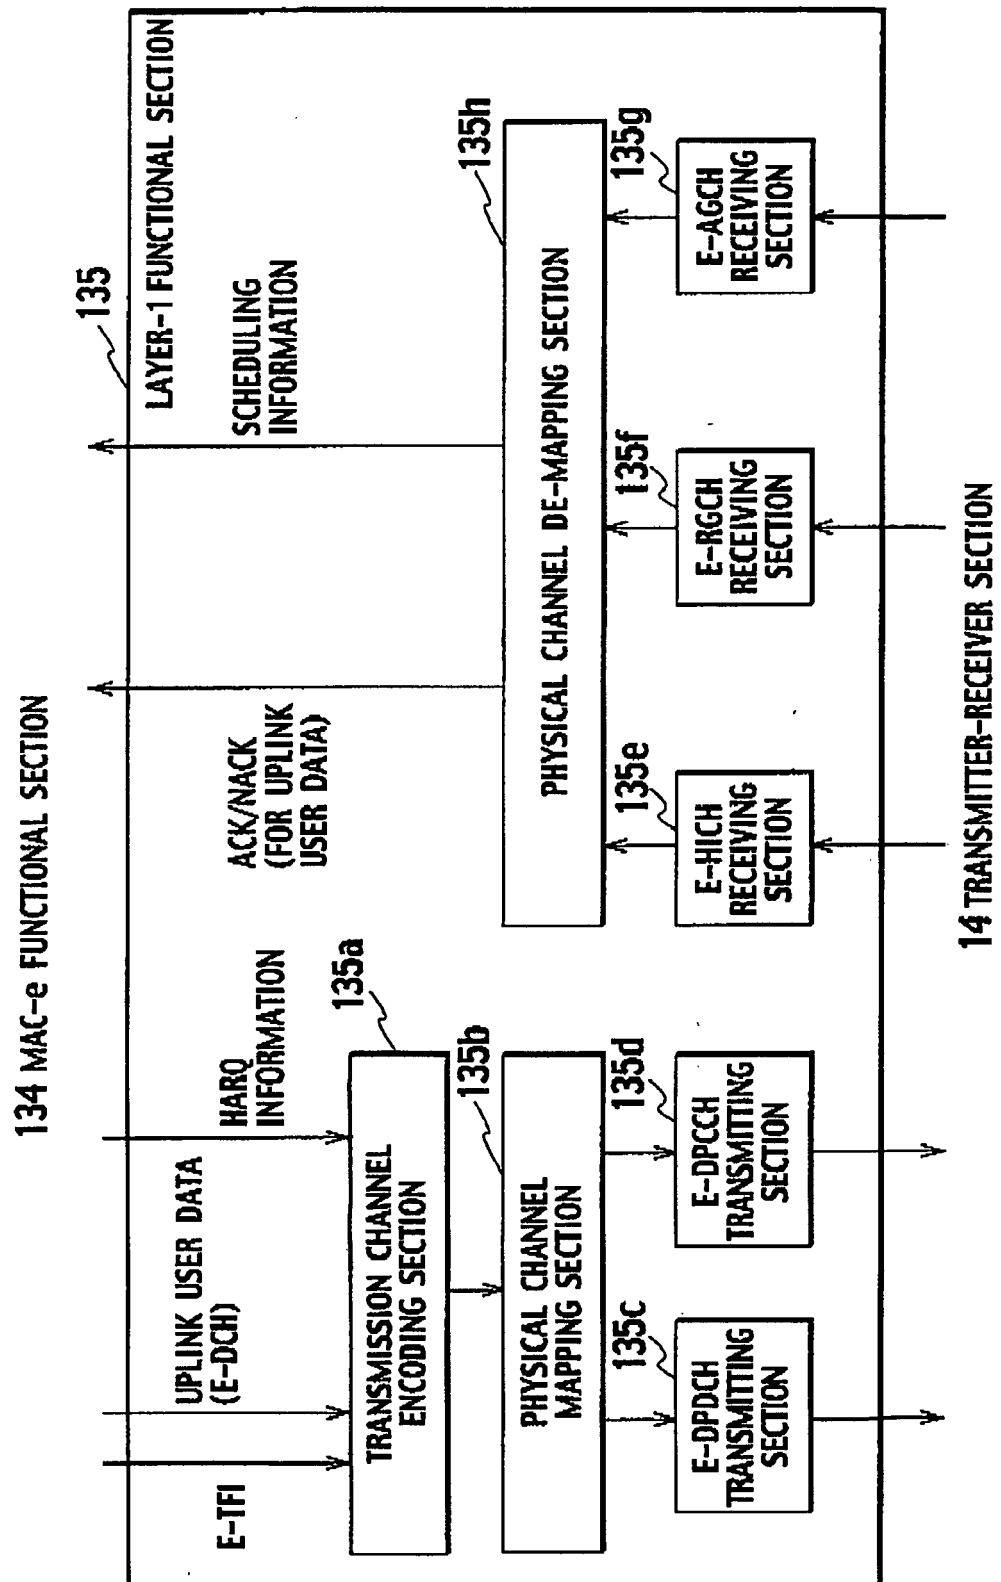 134 MAC-e FUNCTIONAL SECTION
135
LAYER-1 FUNCTIONAL SECTION
E-TFI
UPLINK USER DATA
(E-DCH)
HARQ
INFORMATION
ACK/NACK
(FOR UPLINK
USER DATA)
SCHEDULING
INFORMATION
135a
TRANSMISSION CHANNEL
ENCODING SECTION
135b
PHYSICAL CHANNEL
MAPPING SECTION
135h
PHYSICAL CHANNEL DE-MAPPING SECTION
135c
E-DPDCH
TRANSMITTING
SECTION
135d
E-DPCCH
TRANSMITTING
SECTION
135e
E-HICH
RECEIVING
SECTION
135f
E-RGCH
RECEIVING
SECTION
135g
E-AGCH
RECEIVING
SECTION
14 TRANSMITTER-RECEIVER SECTION